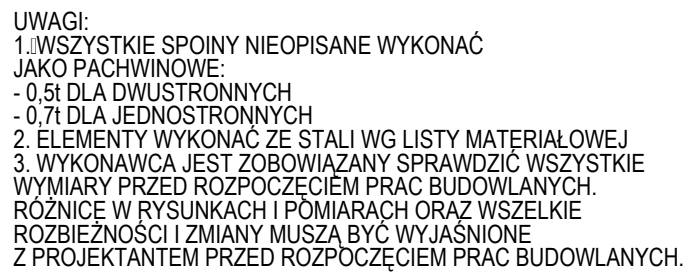 UWAGI:
1. WSZYSTKIE SPOINY NIEOPISANE WYKONAĆ
JAKO PACHWINOWE:
- 0,5t DLA DWUSTRONNYCH
- 0,7t DLA JEDNOSTRONNYCH
2. ELEMENTY WYKONAĆ ZE STALI WG LISTY MATERIAŁOWEJ
3. WYKONAWCA JEST ZOBOWIĄZANY SPRAWDZIĆ WSZYSTKIE
WYMIARY PRZED ROZPOCZĘCIEM PRAC BUDOWLANYCH.
RÓŻNICE W RYSUNKACH I POMIARACH ORAZ WSZELKIE
ROZBIEŻNOŚCI I ZMIANY MUSZĄ BYĆ WYJAŚNIONE
Z PROJEKTANTEM PRZED ROZPOCZĘCIEM PRAC BUDOWLANYCH.